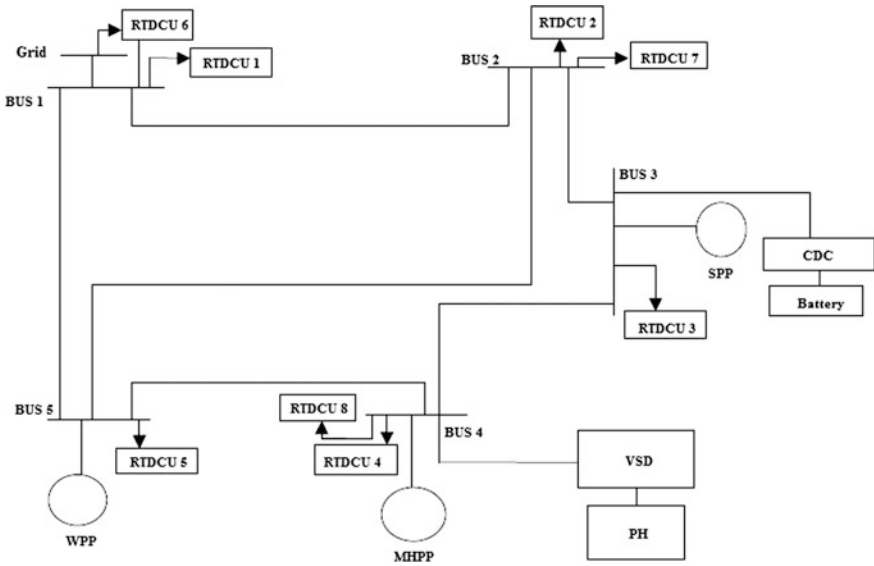 RTDCU 6
RTDCU 2
Grid
RTDCU 1
BUS 2
RTDCU 7
BUS 1
BUS 3
SPP
CDC
Battery
RTDCU 3
BUS 5
RTDCU 8
BUS 4
RTDCU 5
RTDCU 4
VSD
WPP
MHPP
PH